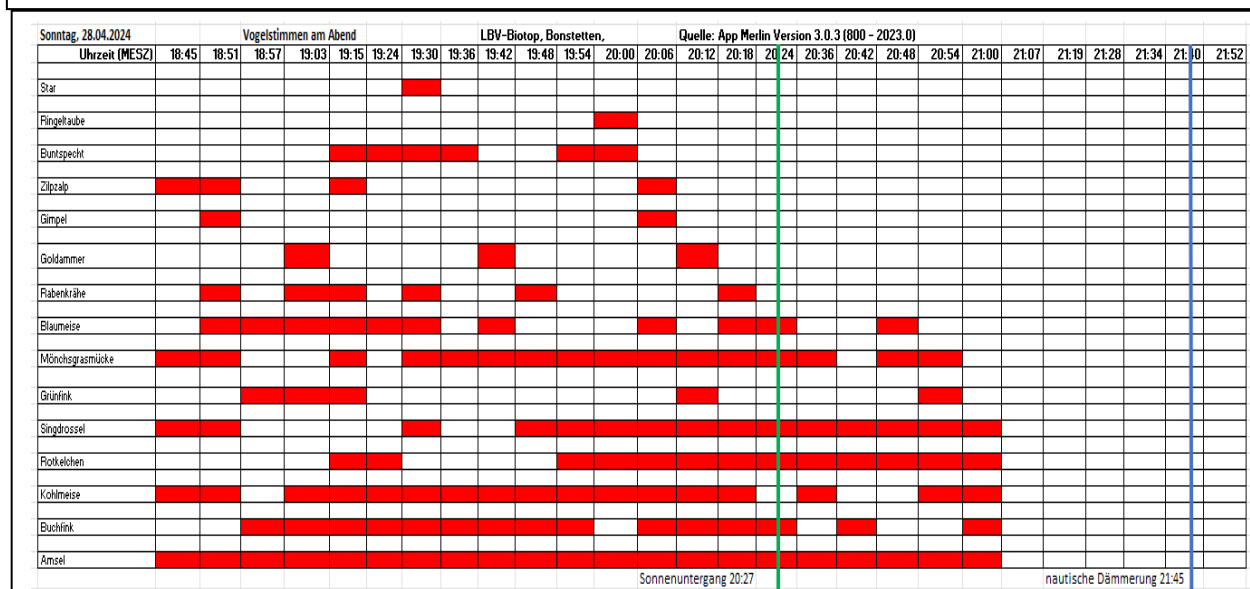 Sonntag, 28.04.2024 Vogelstimmen am Abend LBV-Biotop, Bonstetten, Quelle: App Merlin Version 3.0.3 (800 - 2023.0)
Uhrzeit (MESZ) 18:45 18:51 18:57 19:03 19:15 19:24 19:30 19:36 19:42 19:48 19:54 20:00 20:06 20:12 20:18 20:24 20:36 20:42 20:48 20:54 21:00 21:07 21:19 21:28 21:34 21:40 21:52
Star
Ringeltaube
Buntspecht
Zilpzalp
Gimpel
Goldammer
Rabenkrähe
Blaumeise
Mönchsgrasmücke
Grünfink
Singdrossel
Rotkelchen
Kohlmeise
Buchfink
Amsel
Sonnenuntergang 20:27 nautische Dämmerung 21:45